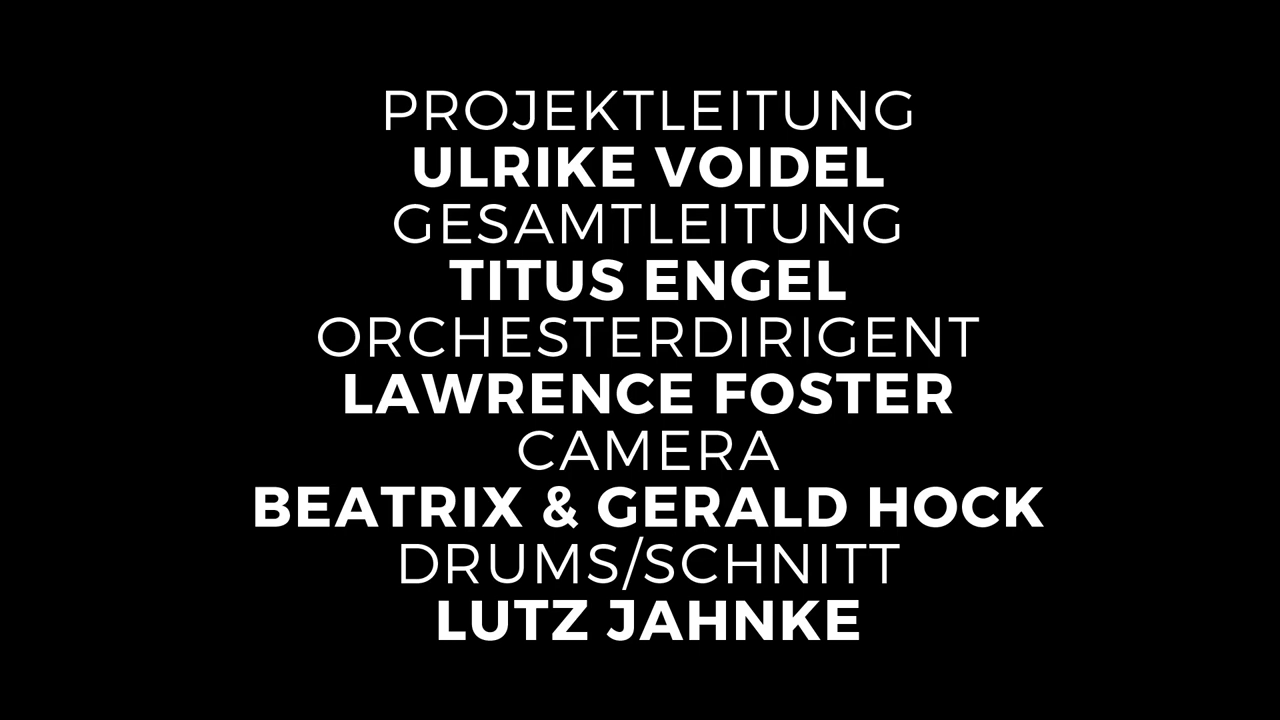 PROJEKTLEITUNG
ULRIKE VOIDEL
GESAMTLEITUNG
TITUS ENGEL
ORCHESTERDIRIGENT
LAWRENCE FOSTER
CAMERA
BEATRIX & GERALD HOCK
DRUMS/SCHNITT
LUTZ JAHNKE